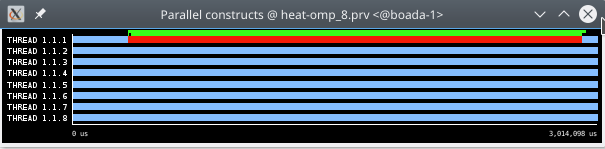 Parallel constructs @ heat-omp_8.prv <@boada-1>
THREAD 1.1.1
THREAD 1.1.2
THREAD 1.1.3
THREAD 1.1.4
THREAD 1.1.5
THREAD 1.1.6
THREAD 1.1.7
THREAD 1.1.8
0 us 3,014,098 us